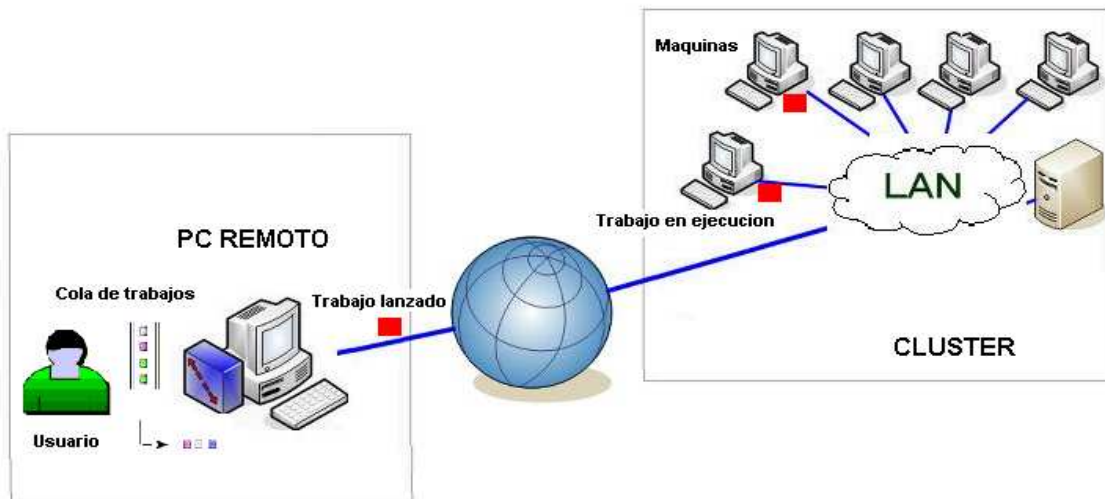 Maquinas
LAN
Trabajo en ejecucion
CLUSTER
PC REMOTO
Cola de trabajos
Trabajo lanzado
Usuario